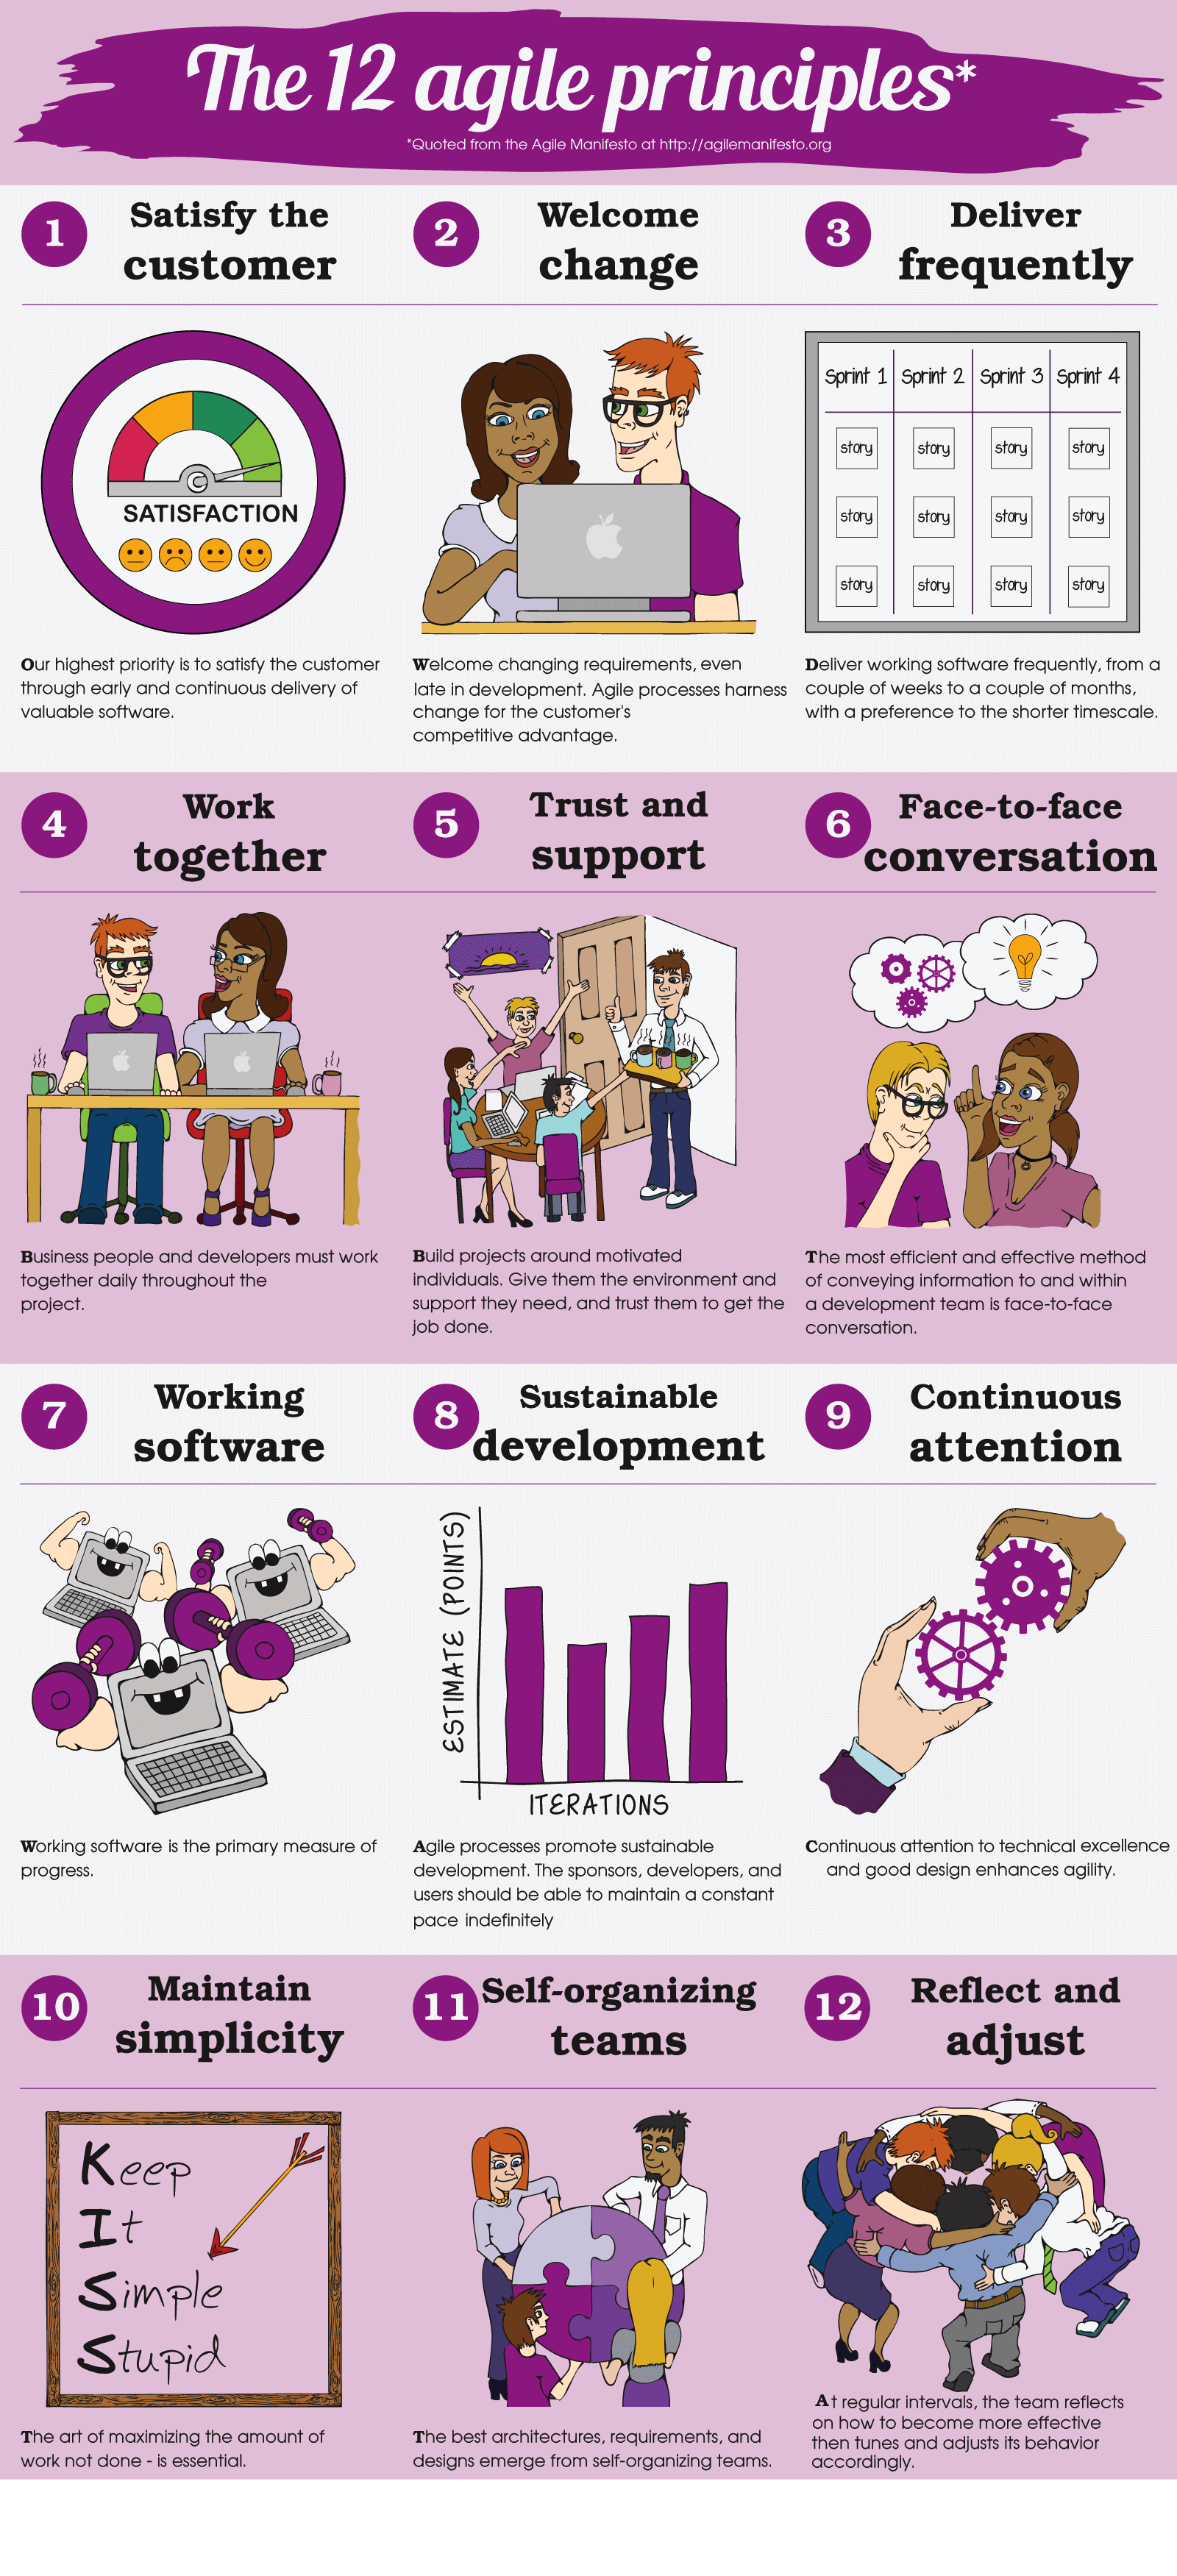 The 12 agile principles*
*Quoted from the Agile Manifesto at http://agilemanifesto.org
1
Satisfy the
customer
SATISFACTION
Our highest priority is to satisfy the customer
through early and continuous delivery of
valuable software.
2
Welcome
change
Welcome changing requirements, even
late in development. Agile processes harness
change for the customer's
competitive advantage.
3
Deliver
frequently
Sprint 1 Sprint 2 Sprint 3 Sprint 4
story story story story
story story story story
story story story story
Deliver working software frequently, from a
couple of weeks to a couple of months,
with a preference to the shorter timescale.
4
Work
together
Business people and developers must work
together daily throughout the
project.
5
Trust and
support
Build projects around motivated
individuals. Give them the environment and
support they need, and trust them to get the
job done.
6
Face-to-face
conversation
The most efficient and effective method
of conveying information to and within
a development team is face-to-face
conversation.
7
Working
software
Working software is the primary measure of
progress.
8
Sustainable
development
ESTIMATE (POINTS)
ITERATIONS
Agile processes promote sustainable
development. The sponsors, developers, and
users should be able to maintain a constant
pace indefinitely
9
Continuous
attention
Continuous attention to technical excellence
and good design enhances agility.
10
Maintain
simplicity
Keep
It
Simple
Stupid
The art of maximizing the amount of
work not done - is essential.
11
Self-organizing
teams
The best architectures, requirements, and
designs emerge from self-organizing teams.
12
Reflect and
adjust
At regular intervals, the team reflects
on how to become more effective
then tunes and adjusts its behavior
accordingly.